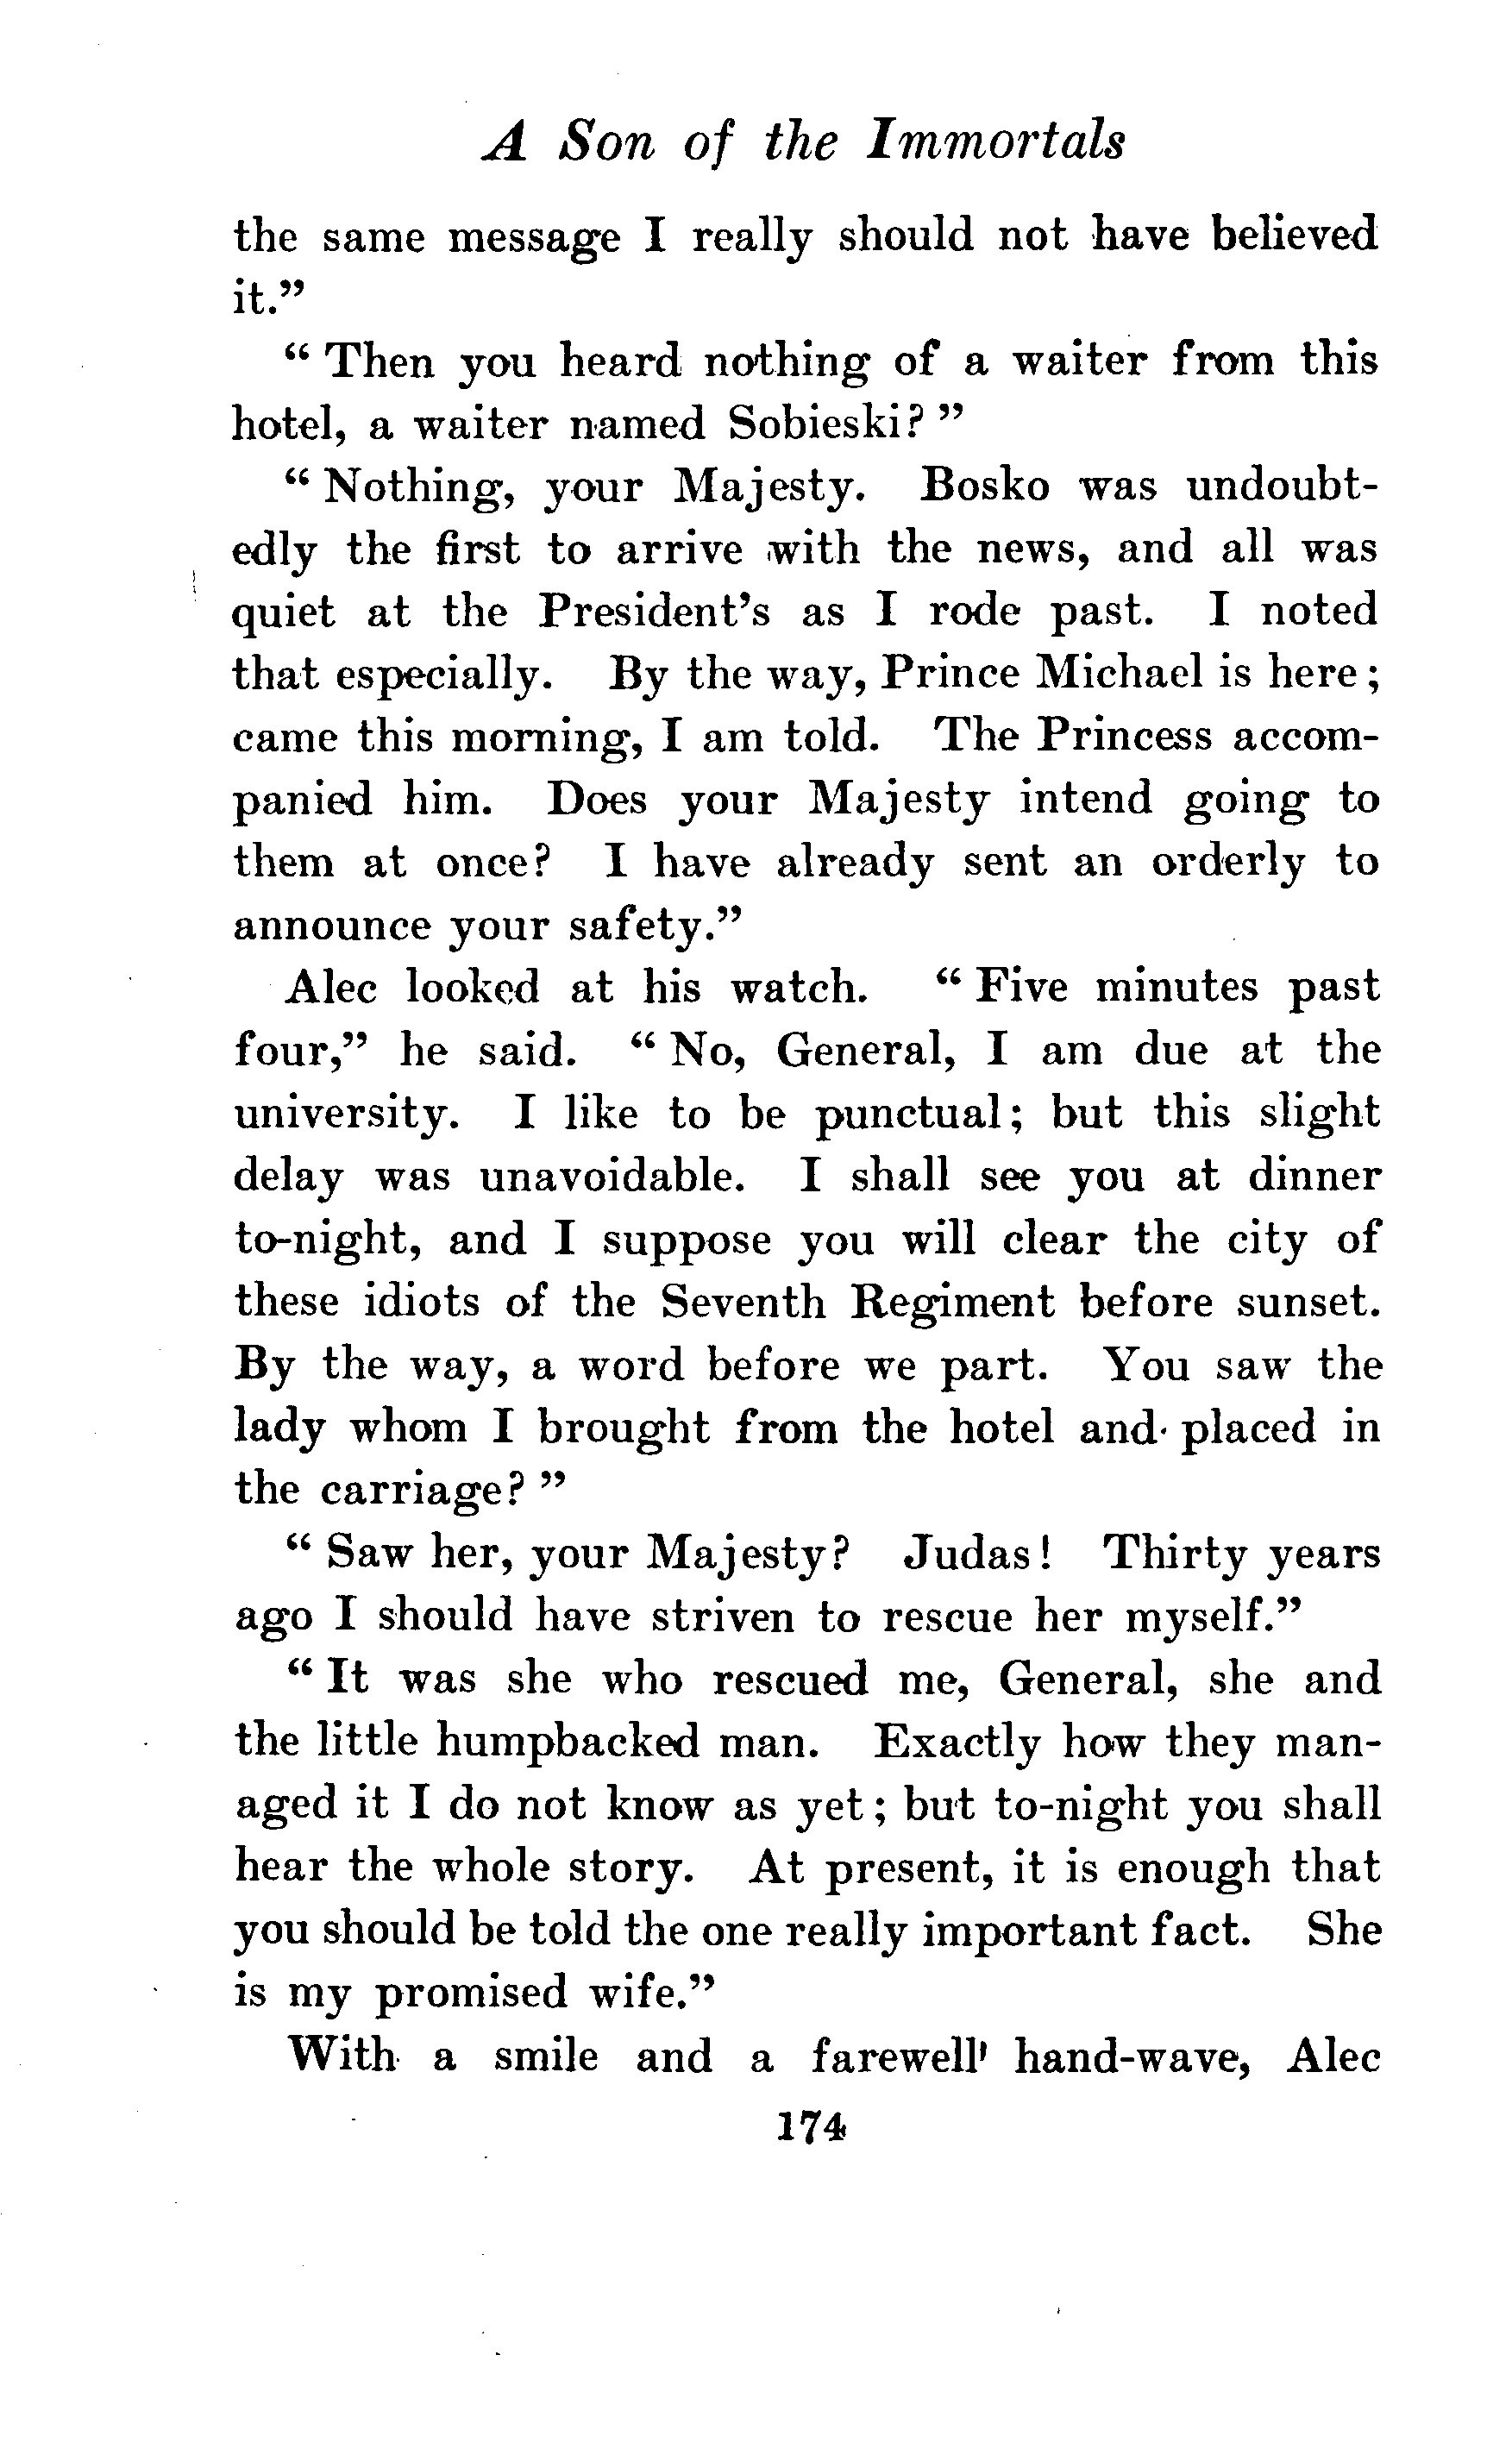 A Son of the Immortals
the same message I really should not have believed
it.”
“ Then you heard nothing of a waiter from this
hotel, a waiter named Sobieski? ”
“ Nothing, your Majesty. Bosko was undoubt-
edly the first to arrive with the news, and all was
quiet at the President’s as I rode past. I noted
that especially. By the way, Prince Michael is here ;
came this morning, I am told. The Princess accom-
panied him. Does your Majesty intend going to
them at once? I have already sent an orderly to
announce your safety.”
Alec looked at his watch. “ Five minutes past
four,” he said. “ No, General, I am due at the
university. I like to be punctual; but this slight
delay was unavoidable. I shall see you at dinner
to-night, and I suppose you will clear the city of
these idiots of the Seventh Regiment before sunset.
By the way, a word before we part. You saw the
lady whom I brought from the hotel and placed in
the carriage? ”
“ Saw her, your Majesty? Judas! Thirty years
ago I should have striven to rescue her myself.”
“ It was she who rescued me, General, she and
the little humpbacked man. Exactly how they man-
aged it I do not know as yet ; but to-night you shall
hear the whole story. At present, it is enough that
you should be told the one really important fact. She
is my promised wife.”
With a smile and a farewell hand-wave, Alec
174